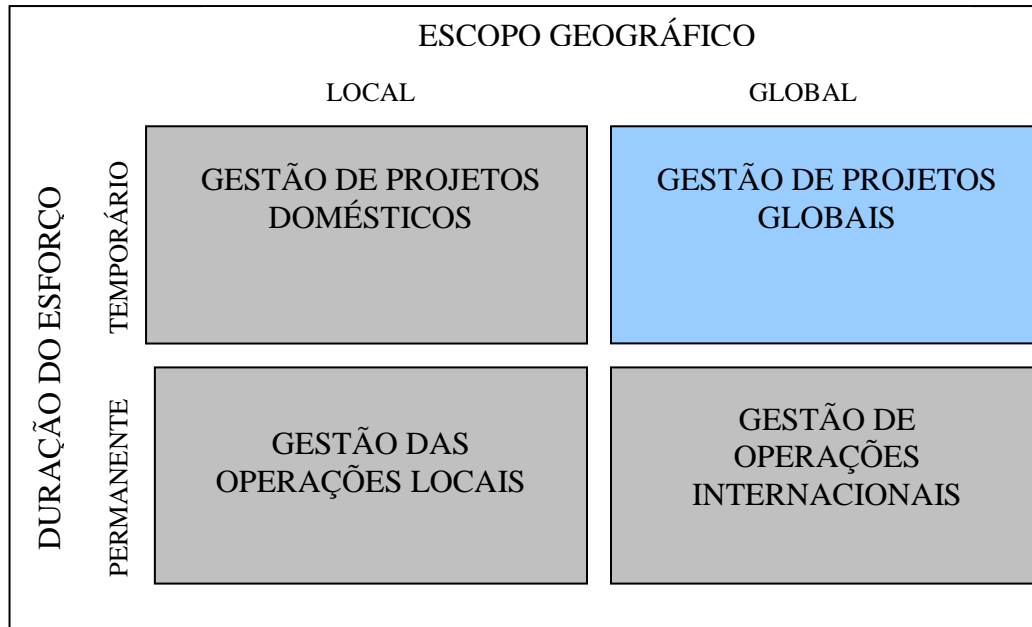 ESCOPO GEOGRÁFICO
LOCAL
GLOBAL
DURAÇÃO DO ESFORÇO
TEMPORÁRIO
GESTÃO DE PROJETOS
DOMÉSTICOS
GESTÃO DE PROJETOS
GLOBAIS
PERMANENTE
GESTÃO DAS
OPERAÇÕES LOCAIS
GESTÃO DE
OPERAÇÕES
INTERNACIONAIS